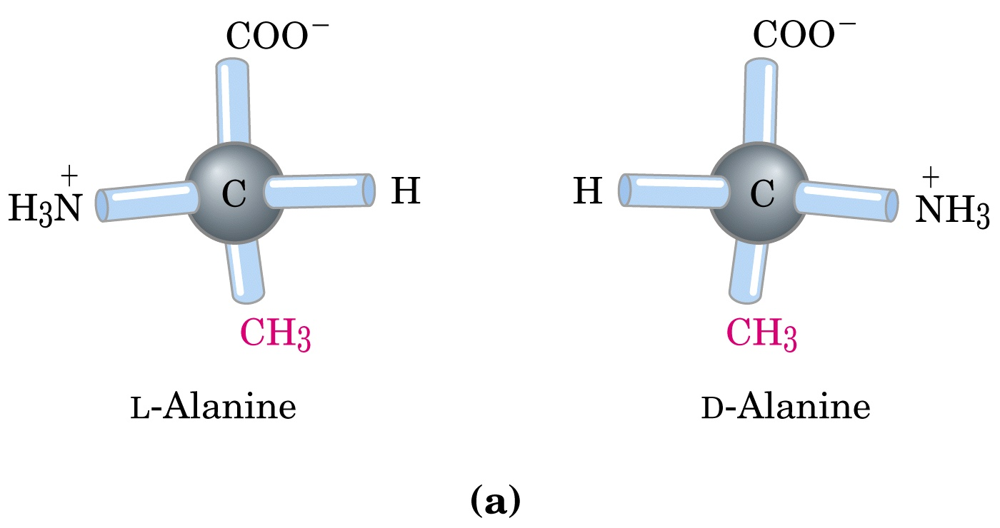 COO⁻ COO⁻
H₃N⁺ C H H C ⁺NH₃
CH₃ CH₃
L-Alanine D-Alanine
(a)